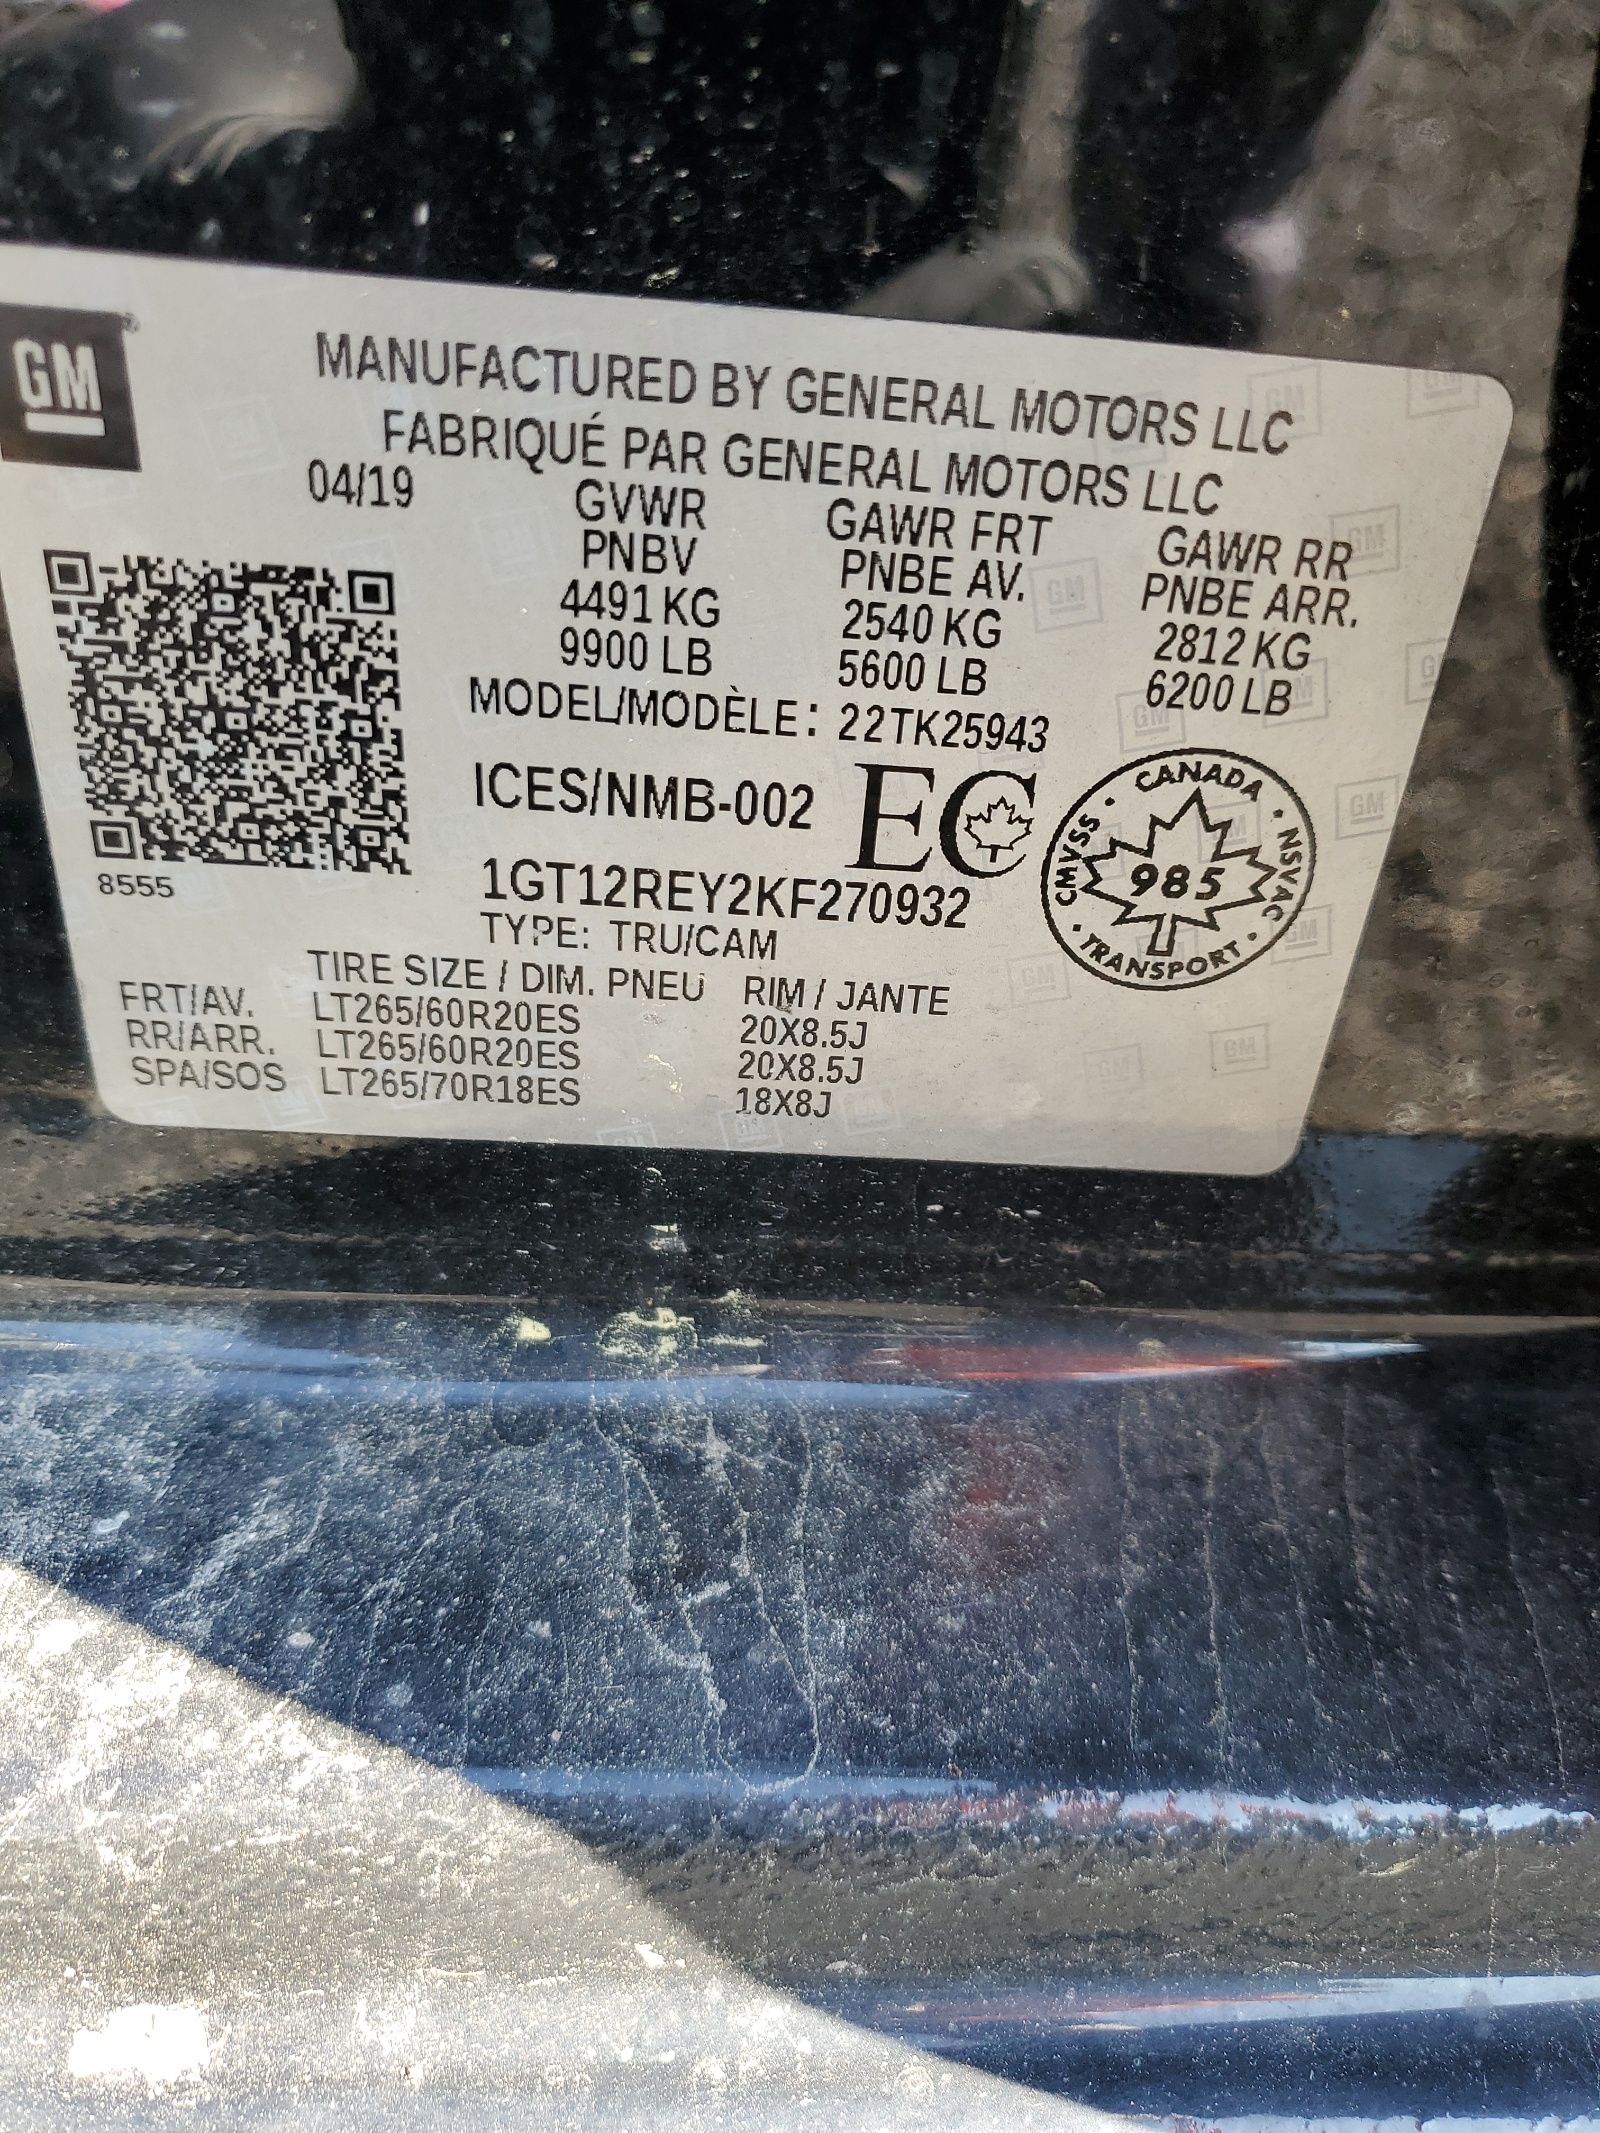 GM
MANUFACTURED BY GENERAL MOTORS LLC
FABRIQUÉ PAR GENERAL MOTORS LLC
04/19 GVWR GAWR FRT GAWR RR
PNBV PNBE AV. PNBE ARR.
4491 KG 2540 KG 2812 KG
9900 LB 5600 LB 6200 LB
MODEL/MODÈLE: 22TK25943
ICES/NMB-002 EC
CANADA · NSVAC · TRANSPORT · CMVSS ·
985
8555
1GT12REY2KF270932
TYPE: TRU/CAM
TIRE SIZE / DIM. PNEU RIM / JANTE
FRT/AV. LT265/60R20ES 20X8.5J
RR/ARR. LT265/60R20ES 20X8.5J
SPA/SOS LT265/70R18ES 18X8J